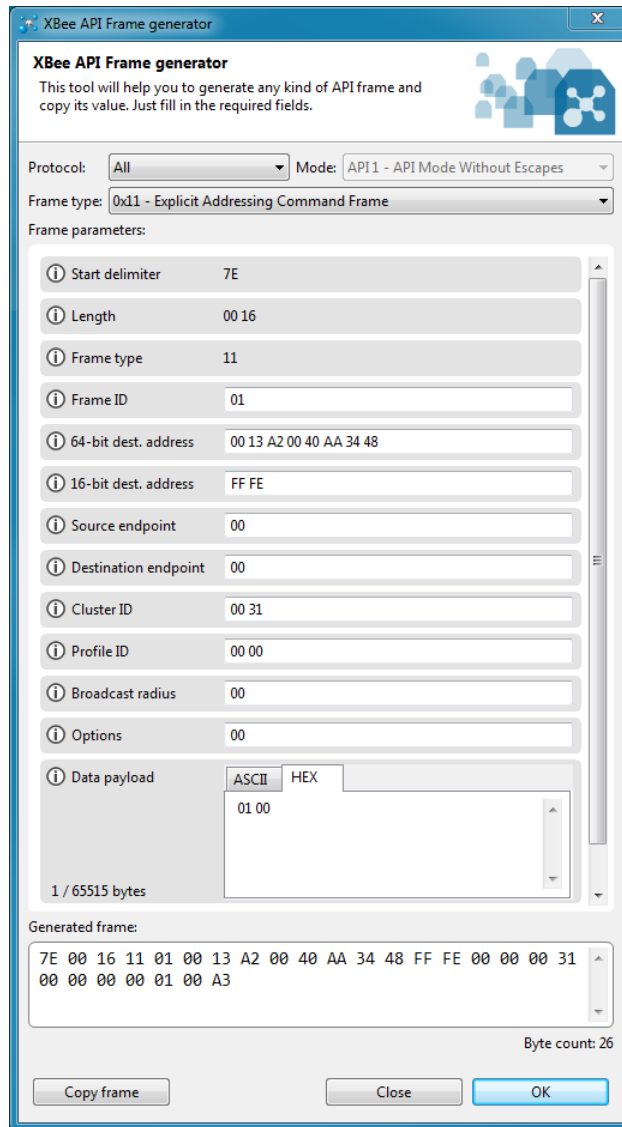 XBee API Frame generator
XBee API Frame generator
This tool will help you to generate any kind of API frame and
copy its value. Just fill in the required fields.
Protocol: All Mode: API 1 - API Mode Without Escapes
Frame type: 0x11 - Explicit Addressing Command Frame
Frame parameters:
Start delimiter 7E
Length 00 16
Frame type 11
Frame ID 01
64-bit dest. address 00 13 A2 00 40 AA 34 48
16-bit dest. address FF FE
Source endpoint 00
Destination endpoint 00
Cluster ID 00 31
Profile ID 00 00
Broadcast radius 00
Options 00
Data payload ASCII HEX
01 00
1 / 65515 bytes
Generated frame:
7E 00 16 11 01 00 13 A2 00 40 AA 34 48 FF FE 00 00 00 31
00 00 00 00 01 00 A3
Byte count: 26
Copy frame Close OK